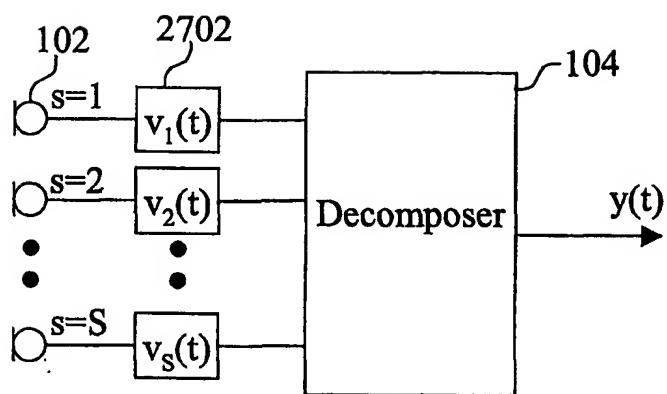 102
2702
104
s=1
v₁(t)
s=2
v₂(t)
Decomposer
y(t)
s=S
vₛ(t)